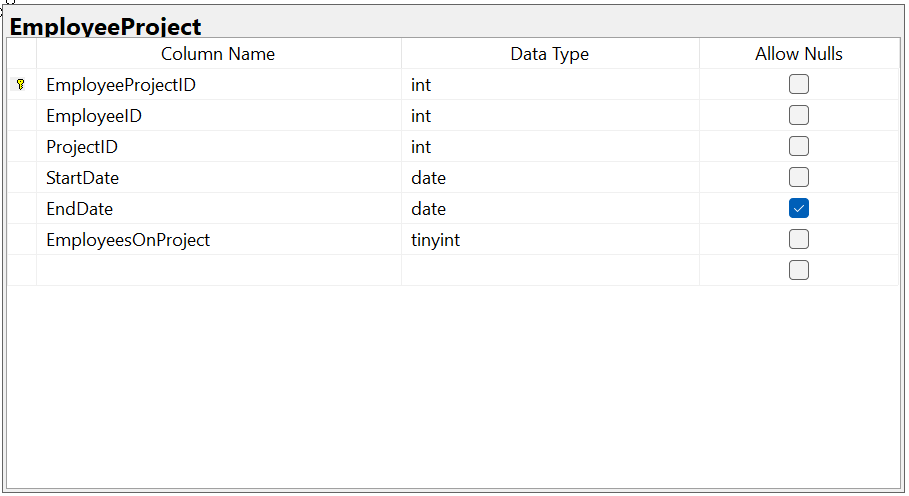 EmployeeProject
Column Name Data Type Allow Nulls
EmployeeProjectID int
EmployeeID int
ProjectID int
StartDate date
EndDate date
EmployeesOnProject tinyint